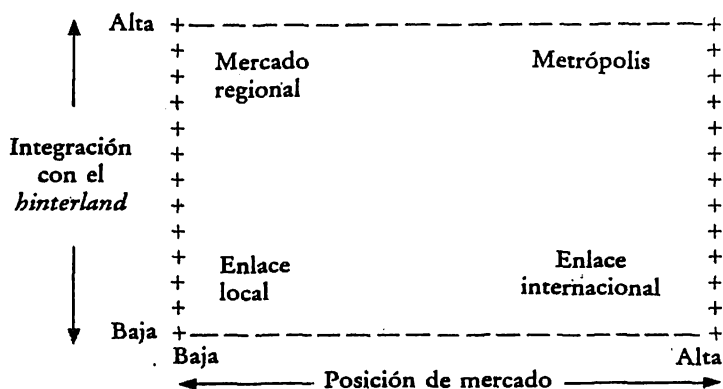 Alta
Mercado
regional
Metrópolis
Integración
con el
hinterland
Enlace
local
Enlace
internacional
Baja
Baja
Alta
Posición de mercado